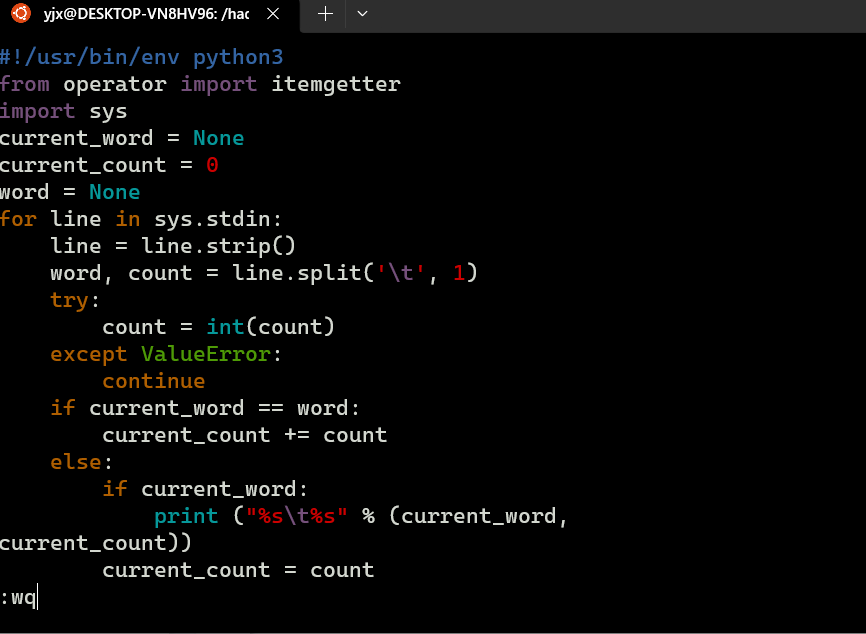 yjx@DESKTOP-VN8HV96: /had
#!/usr/bin/env python3
from operator import itemgetter
import sys
current_word = None
current_count = 0
word = None
for line in sys.stdin:
    line = line.strip()
    word, count = line.split('\t', 1)
    try:
        count = int(count)
    except ValueError:
        continue
    if current_word == word:
        current_count += count
    else:
        if current_word:
            print ("%s\t%s" % (current_word,
current_count))
        current_count = count
:wq